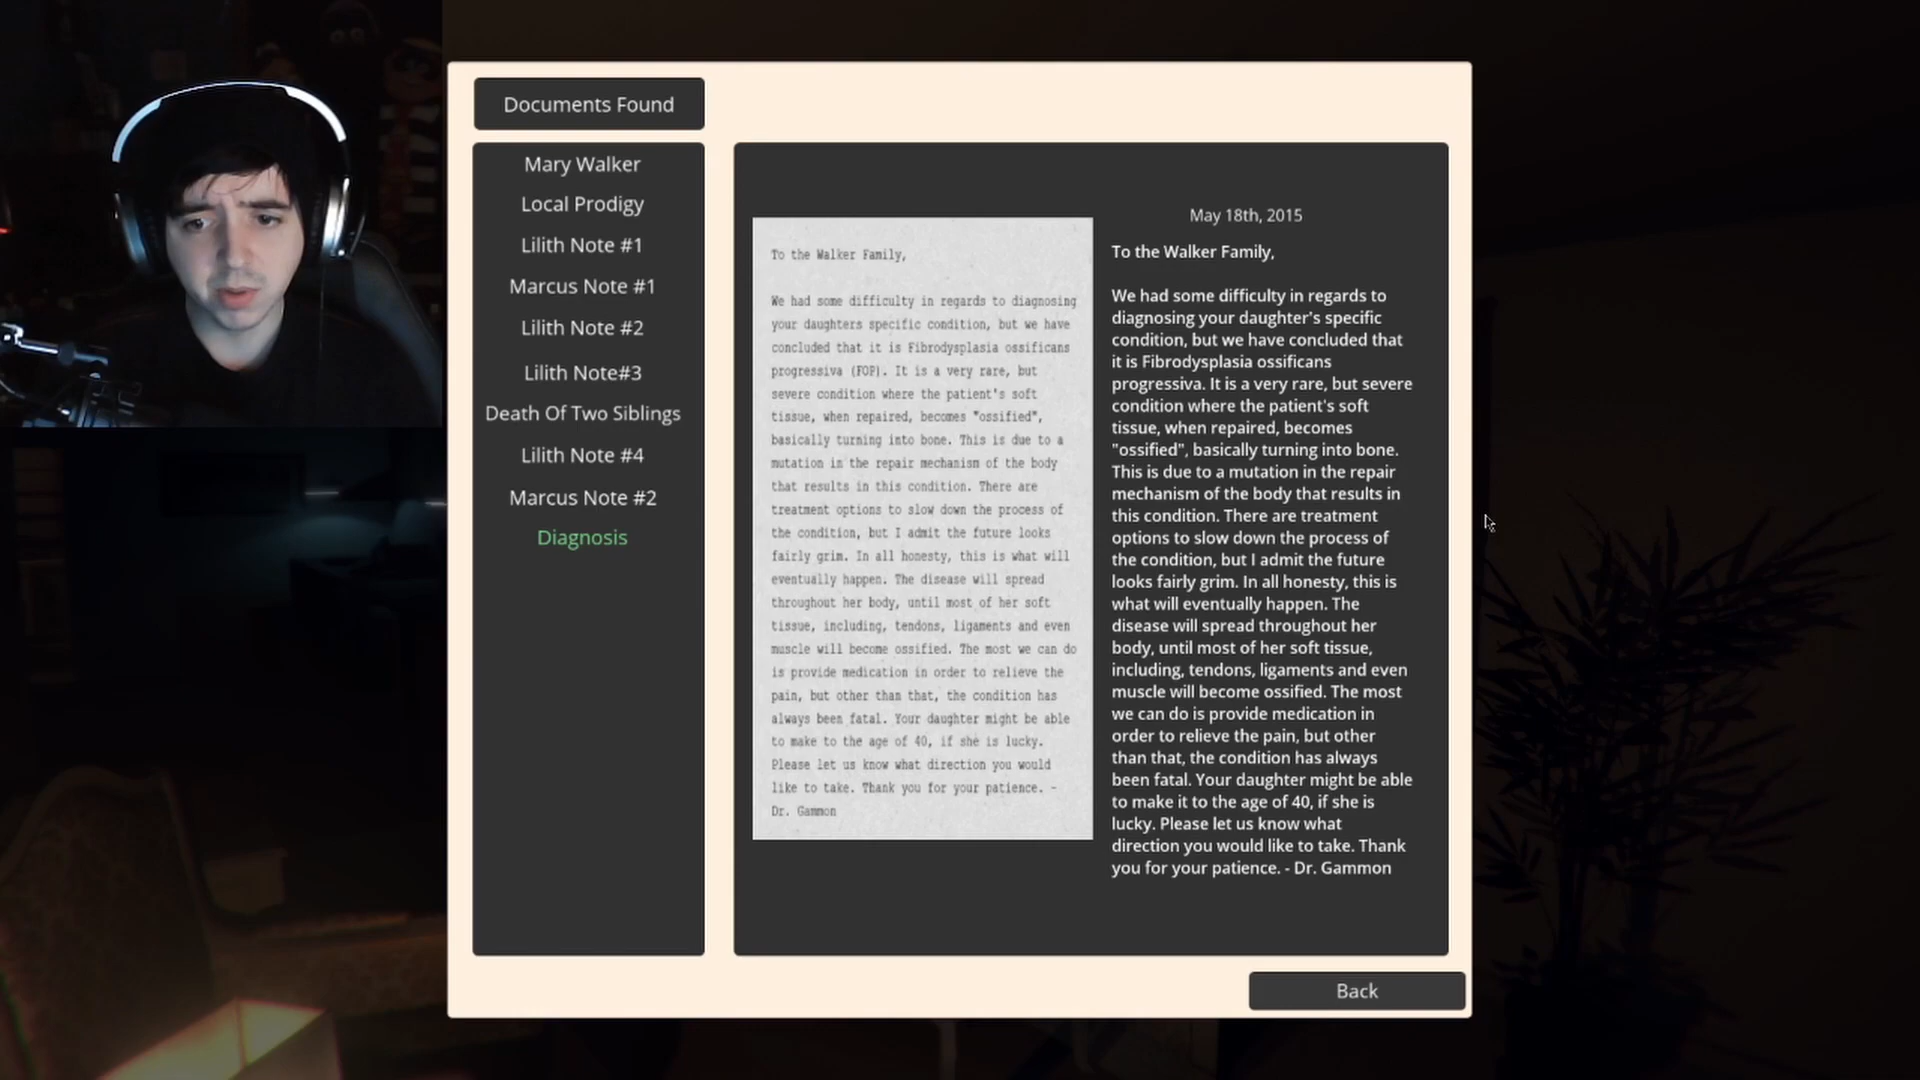 Documents Found
Mary Walker
Local Prodigy
Lilith Note #1
Marcus Note #1
Lilith Note #2
Lilith Note#3
Death Of Two Siblings
Lilith Note #4
Marcus Note #2
Diagnosis
To the Walker Family,
We had some difficulty in regards to diagnosing
your daughters specific condition, but we have
concluded that it is Fibrodysplasia ossificans
progressiva (FOP). It is a very rare, but
severe condition where the patient's soft
tissue, when repaired, becomes "ossified",
basically turning into bone. This is due to a
mutation in the repair mechanism of the body
that results in this condition. There are
treatment options to slow down the process of
the condition, but I admit the future looks
fairly grim. In all honesty, this is what will
eventually happen. The disease will spread
throughout her body, until most of her soft
tissue, including, tendons, ligaments and even
muscle will become ossified. The most we can do
is provide medication in order to relieve the
pain, but other than that, the condition has
always been fatal. Your daughter might be able
to make to the age of 40, if she is lucky.
Please let us know what direction you would
like to take. Thank you for your patience. -
Dr. Gammon
May 18th, 2015
To the Walker Family,
We had some difficulty in regards to
diagnosing your daughter's specific
condition, but we have concluded that
it is Fibrodysplasia ossificans
progressiva. It is a very rare, but severe
condition where the patient's soft
tissue, when repaired, becomes
"ossified", basically turning into bone.
This is due to a mutation in the repair
mechanism of the body that results in
this condition. There are treatment
options to slow down the process of
the condition, but I admit the future
looks fairly grim. In all honesty, this is
what will eventually happen. The
disease will spread throughout her
body, until most of her soft tissue,
including, tendons, ligaments and even
muscle will become ossified. The most
we can do is provide medication in
order to relieve the pain, but other
than that, the condition has always
been fatal. Your daughter might be able
to make it to the age of 40, if she is
lucky. Please let us know what
direction you would like to take. Thank
you for your patience. - Dr. Gammon
Back